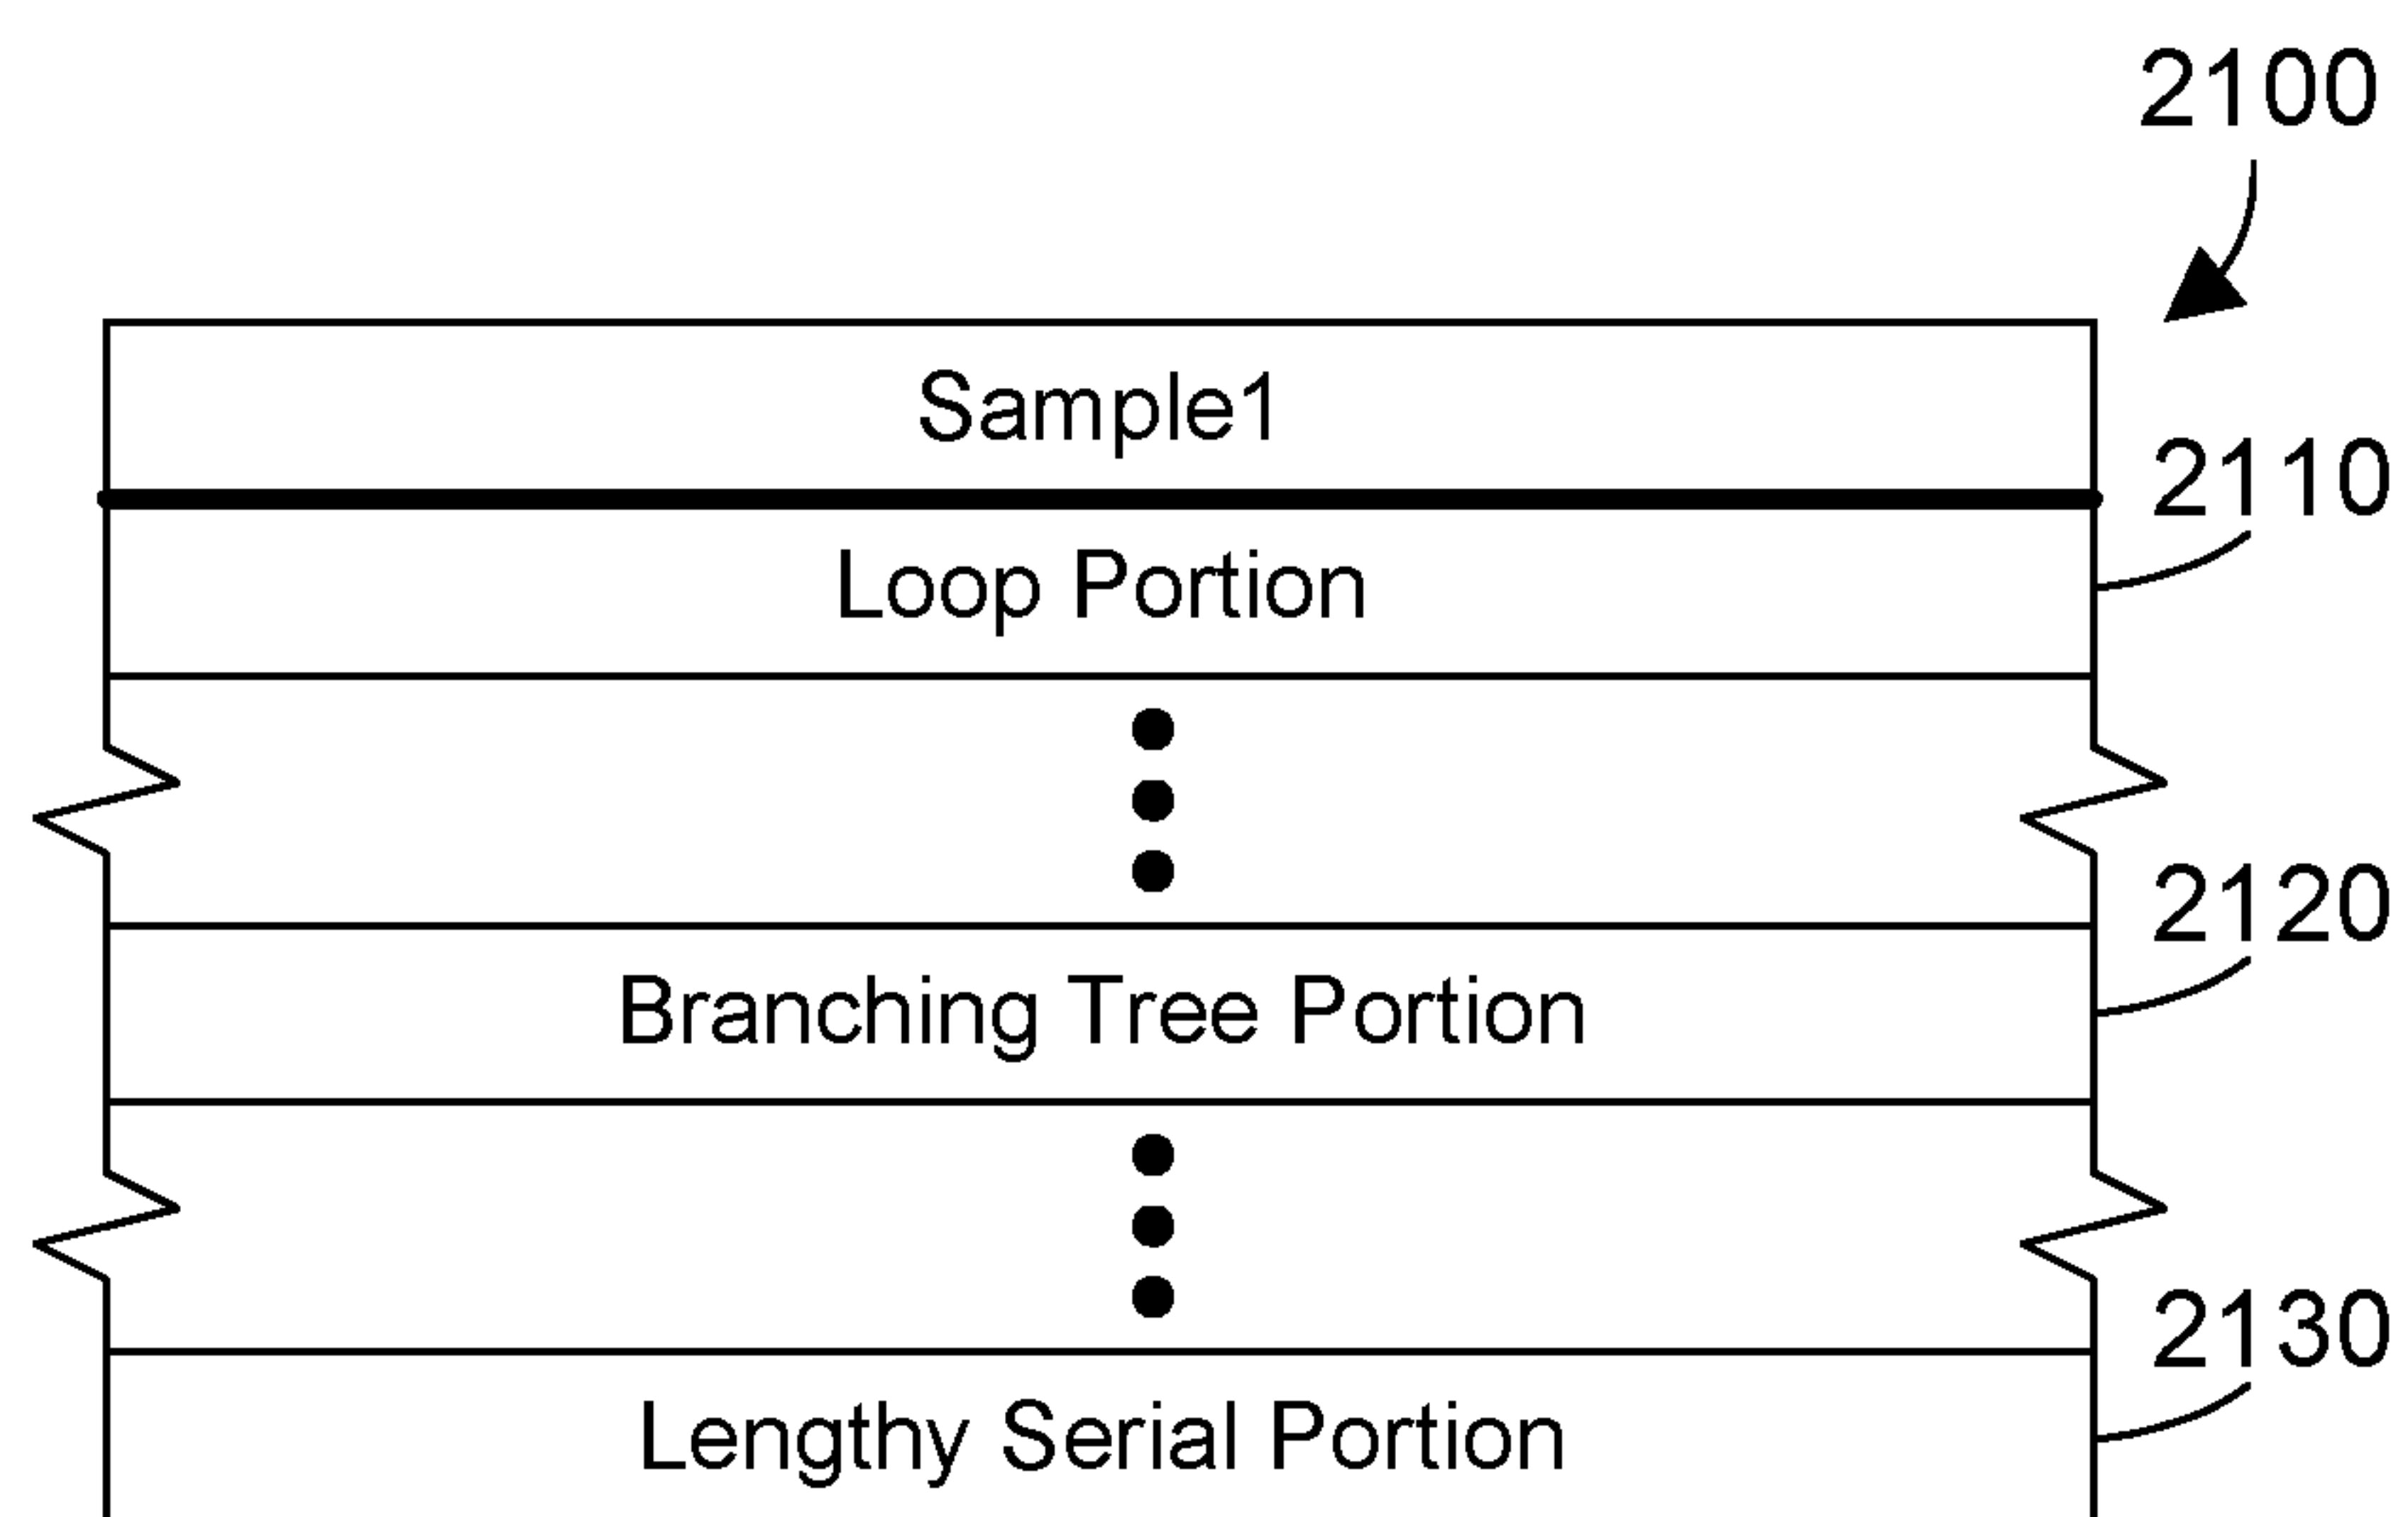 2100
Sample1
2110
Loop Portion
2120
Branching Tree Portion
2130
Lengthy Serial Portion